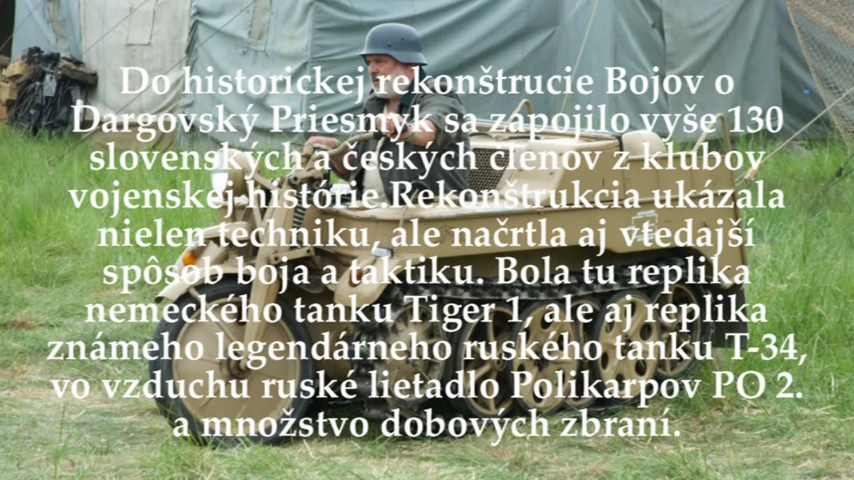 Do historickej rekonštrucie Bojov o
Dargovský Priesmyk sa zapojilo vyše 130
slovenských a českých členov z klubov
vojenskej histórie.Rekonštrukcia ukázala
nielen techniku, ale načrtla aj vtedajší
spôsob boja a taktiku. Bola tu replika
nemeckého tanku Tiger 1, ale aj replika
známeho legendárneho ruského tanku T-34,
vo vzduchu ruské lietadlo Polikarpov PO 2.
a množstvo dobových zbraní.